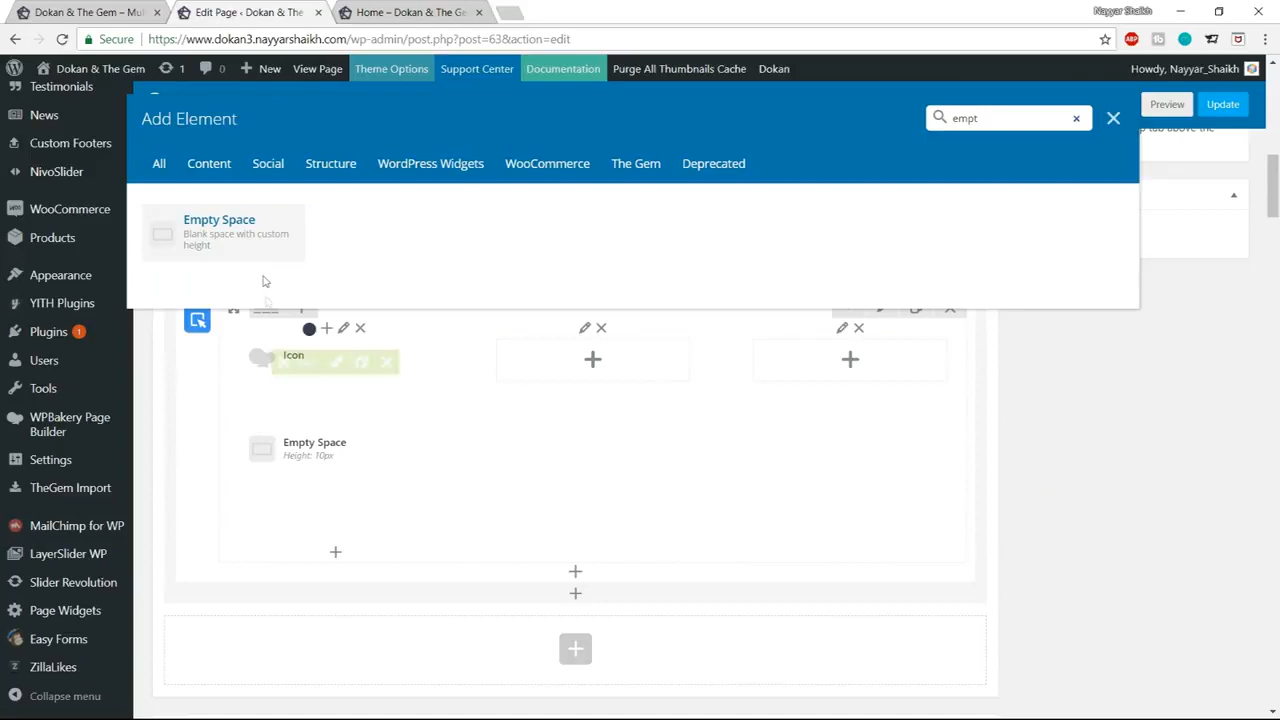 Dokan & The Gem – Mul
Edit Page ‹ Dokan & The
Home – Dokan & The Ge
Nayyar Shaikh
Secure
https://www.dokan3.nayyarshaikh.com/wp-admin/post.php?post=63&action=edit
Dokan & The Gem
1
0
New
View Page
Theme Options
Support Center
Documentation
Purge All Thumbnails Cache
Dokan
Howdy, Nayyar_Shaikh
Testimonials
News
Custom Footers
NivoSlider
WooCommerce
Products
Appearance
YITH Plugins
Plugins 1
Users
Tools
WPBakery Page
Builder
Settings
TheGem Import
MailChimp for WP
LayerSlider WP
Slider Revolution
Page Widgets
Easy Forms
ZillaLikes
Collapse menu
Add Element
empt
Preview
Update
tab above the
All
Content
Social
Structure
WordPress Widgets
WooCommerce
The Gem
Deprecated
Empty Space
Blank space with custom
height
Icon
Empty Space
Height: 10px